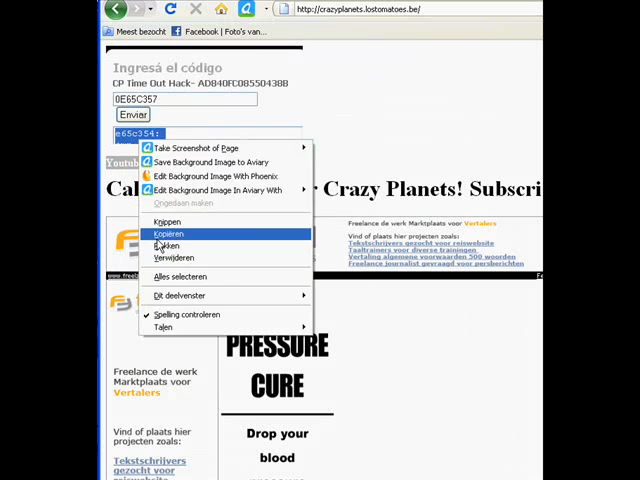 http://crazyplanets.lostomatoes.be/
Meest bezocht
Facebook | Foto's van...
Ingresá el código
CP Time Out Hack- AD840FC08550438B
0E65C357
Enviar
e65c354:
Youtub
Take Screenshot of Page
Save Background Image to Aviary
Edit Background Image With Phoenix
Edit Background Image In Aviary With
Ongedaan maken
Knippen
Kopiëren
Verwijderen
Alles selecteren
Dit deelvenster
Spelling controleren
Talen
Crazy Planets! Subscri
Freelance de werk
Marktplaats voor Vertalers
Vind of plaats hier projecten zoals:
Tekstschrijvers gezocht voor reiswebsite
Taaltrainers voor diverse trainingen
Vertaling algemene voorwaarden 500 woorden
Freelance journalist gevraagd voor persberichten
Freelance de werk
Marktplaats voor
Vertalers
Vind of plaats hier
projecten zoals:
Tekstschrijvers
gezocht voor
reiswebsite
PRESSURE
CURE
Drop your
blood